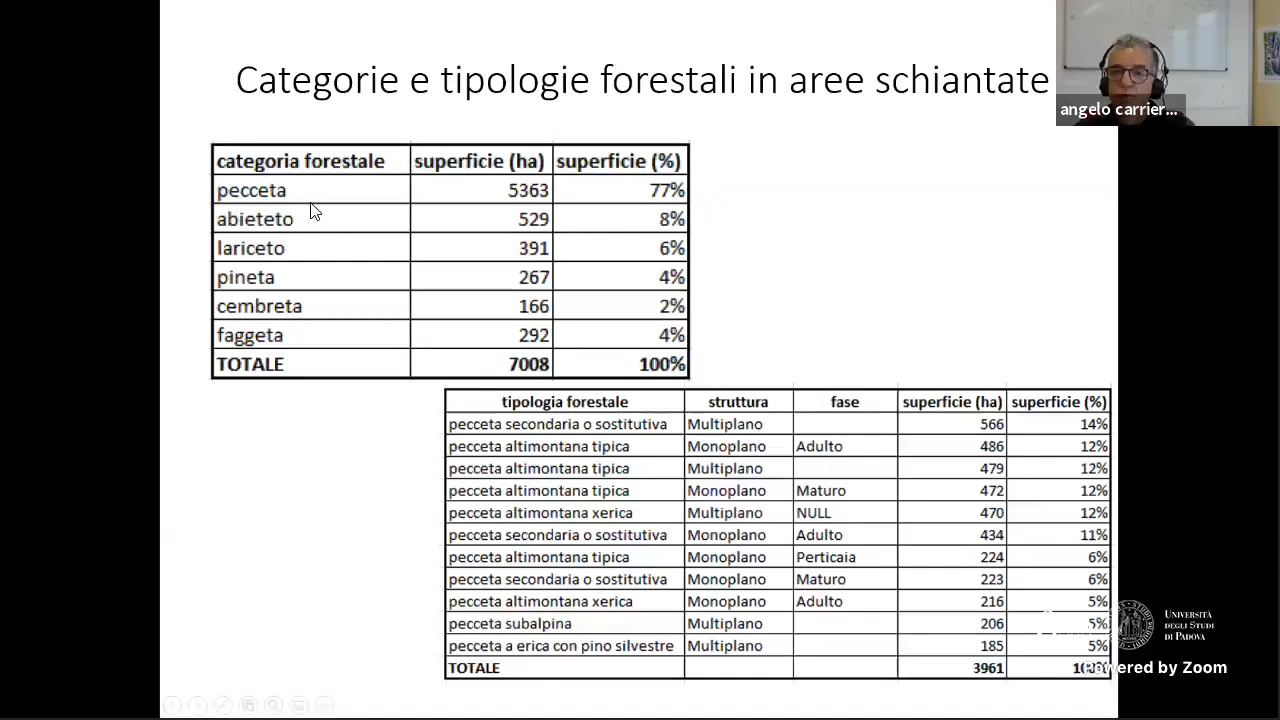 Categorie e tipologie forestali in aree schiantate
angelo carrier...
categoria forestale superficie (ha) superficie (%)
pecceta 5363 77%
abieteto 529 8%
lariceto 391 6%
pineta 267 4%
cembreta 166 2%
faggeta 292 4%
TOTALE 7008 100%
tipologia forestale struttura fase superficie (ha) superficie (%)
pecceta secondaria o sostitutiva Multiplano 566 14%
pecceta altimontana tipica Monoplano Adulto 486 12%
pecceta altimontana tipica Multiplano 479 12%
pecceta altimontana tipica Monoplano Maturo 472 12%
pecceta altimontana xerica Multiplano NULL 470 12%
pecceta secondaria o sostitutiva Monoplano Adulto 434 11%
pecceta altimontana tipica Monoplano Perticaia 224 6%
pecceta secondaria o sostitutiva Monoplano Maturo 223 6%
pecceta altimontana xerica Monoplano Adulto 216 5%
pecceta subalpina Multiplano 206 5%
pecceta a erica con pino silvestre Multiplano 185 5%
TOTALE 3961
Università
degli Studi
di Padova
Powered by Zoom